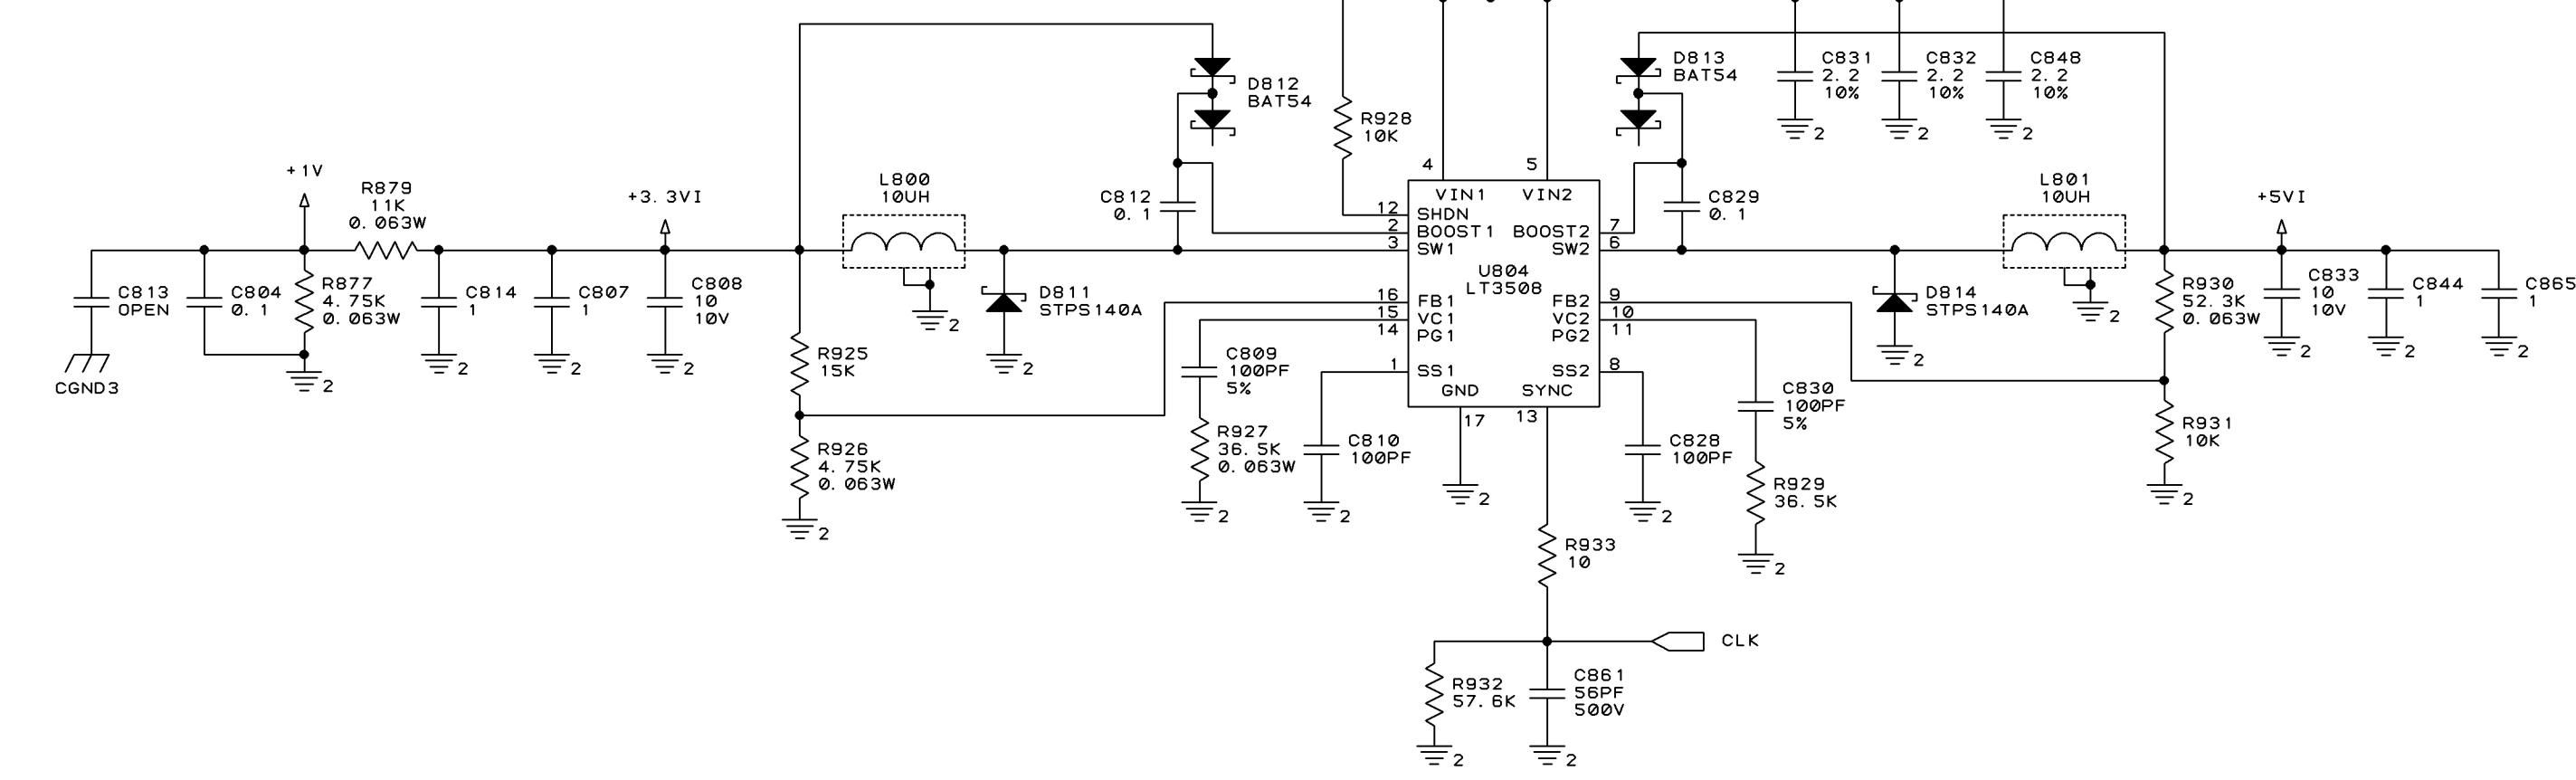 D812
BAT54
D813
BAT54
C831
2.2
10%
2
C832
2.2
10%
2
C848
2.2
10%
2
R928
10K
+1V
R879
11K
0.063W
+3.3VI
L800
10UH
C812
0.1
4
5
VIN1
VIN2
12
SHDN
2
BOOST1
3
SW1
BOOST2
7
SW2
6
U804
LT3508
16
FB1
15
VC1
14
PG1
FB2
9
VC2
10
PG2
11
1
SS1
SS2
8
GND
SYNC
17
13
C829
0.1
L801
10UH
+5VI
C813
OPEN
CGND3
C804
0.1
R877
4.75K
0.063W
2
C814
1
2
C807
1
2
C808
10
10V
2
2
D811
STPS140A
2
D814
STPS140A
2
2
R930
52.3K
0.063W
C833
10
10V
2
C844
1
2
C865
1
2
R925
15K
R926
4.75K
0.063W
2
C809
100PF
5%
R927
36.5K
0.063W
2
C810
100PF
2
2
C828
100PF
2
C830
100PF
5%
R929
36.5K
2
R931
10K
2
R933
10
CLK
R932
57.6K
2
C861
56PF
500V
2